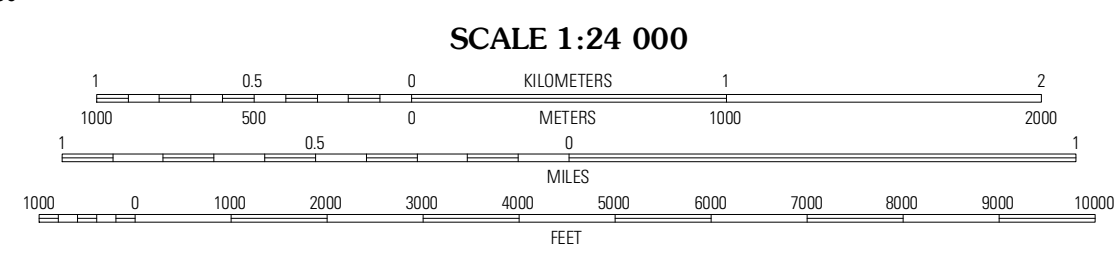 SCALE 1:24 000
1 0.5 0 KILOMETERS 1 2
1000 500 0 METERS 1000 2000
1 0.5 0 1
MILES
1000 0 1000 2000 3000 4000 5000 6000 7000 8000 9000 10000
FEET